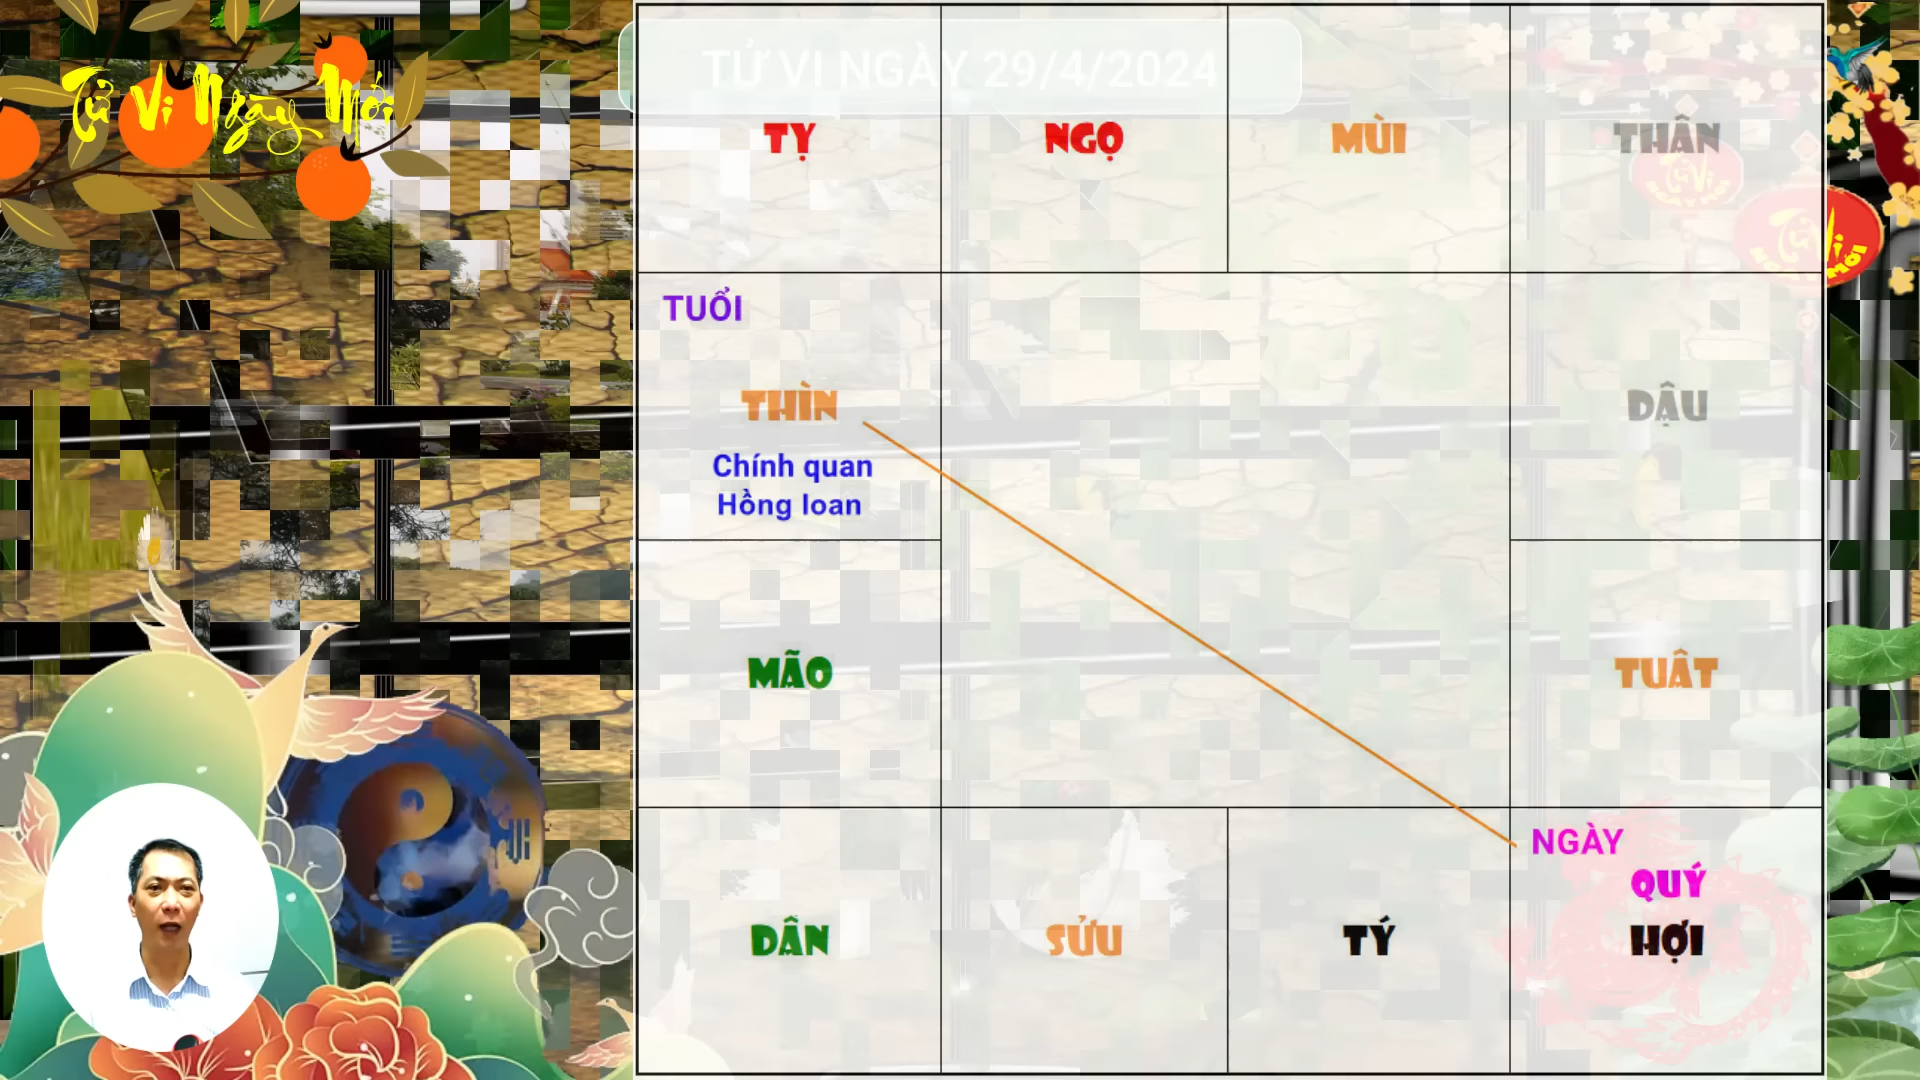 Tử Vi Ngày Mới
TỬ VI NGÀY 29/4/2024
TỴ
NGỌ
MÙI
THÂN
TUỔI
THÌN
Chính quan
Hồng loan
DẬU
MÃO
TUẤT
DẦN
SỬU
TÝ
NGÀY
QUÝ
HỢI